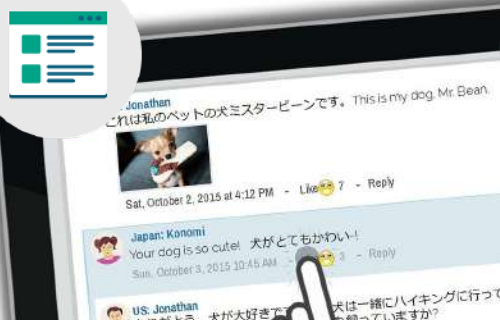 Jonathan
これは私のペットの犬ミスタービーンです。This is my dog, Mr. Bean.
Sat, October 2, 2015 at 4:12 PM - Like 7 - Reply
Japan: Konomi
Your dog is so cute! 犬がとてもかわい-!
Sun, October 3, 2015 10:45 AM - 3 - Reply
US: Jonathan
犬が大好きで 犬は一緒にハイキングに行って
飼っていますか?